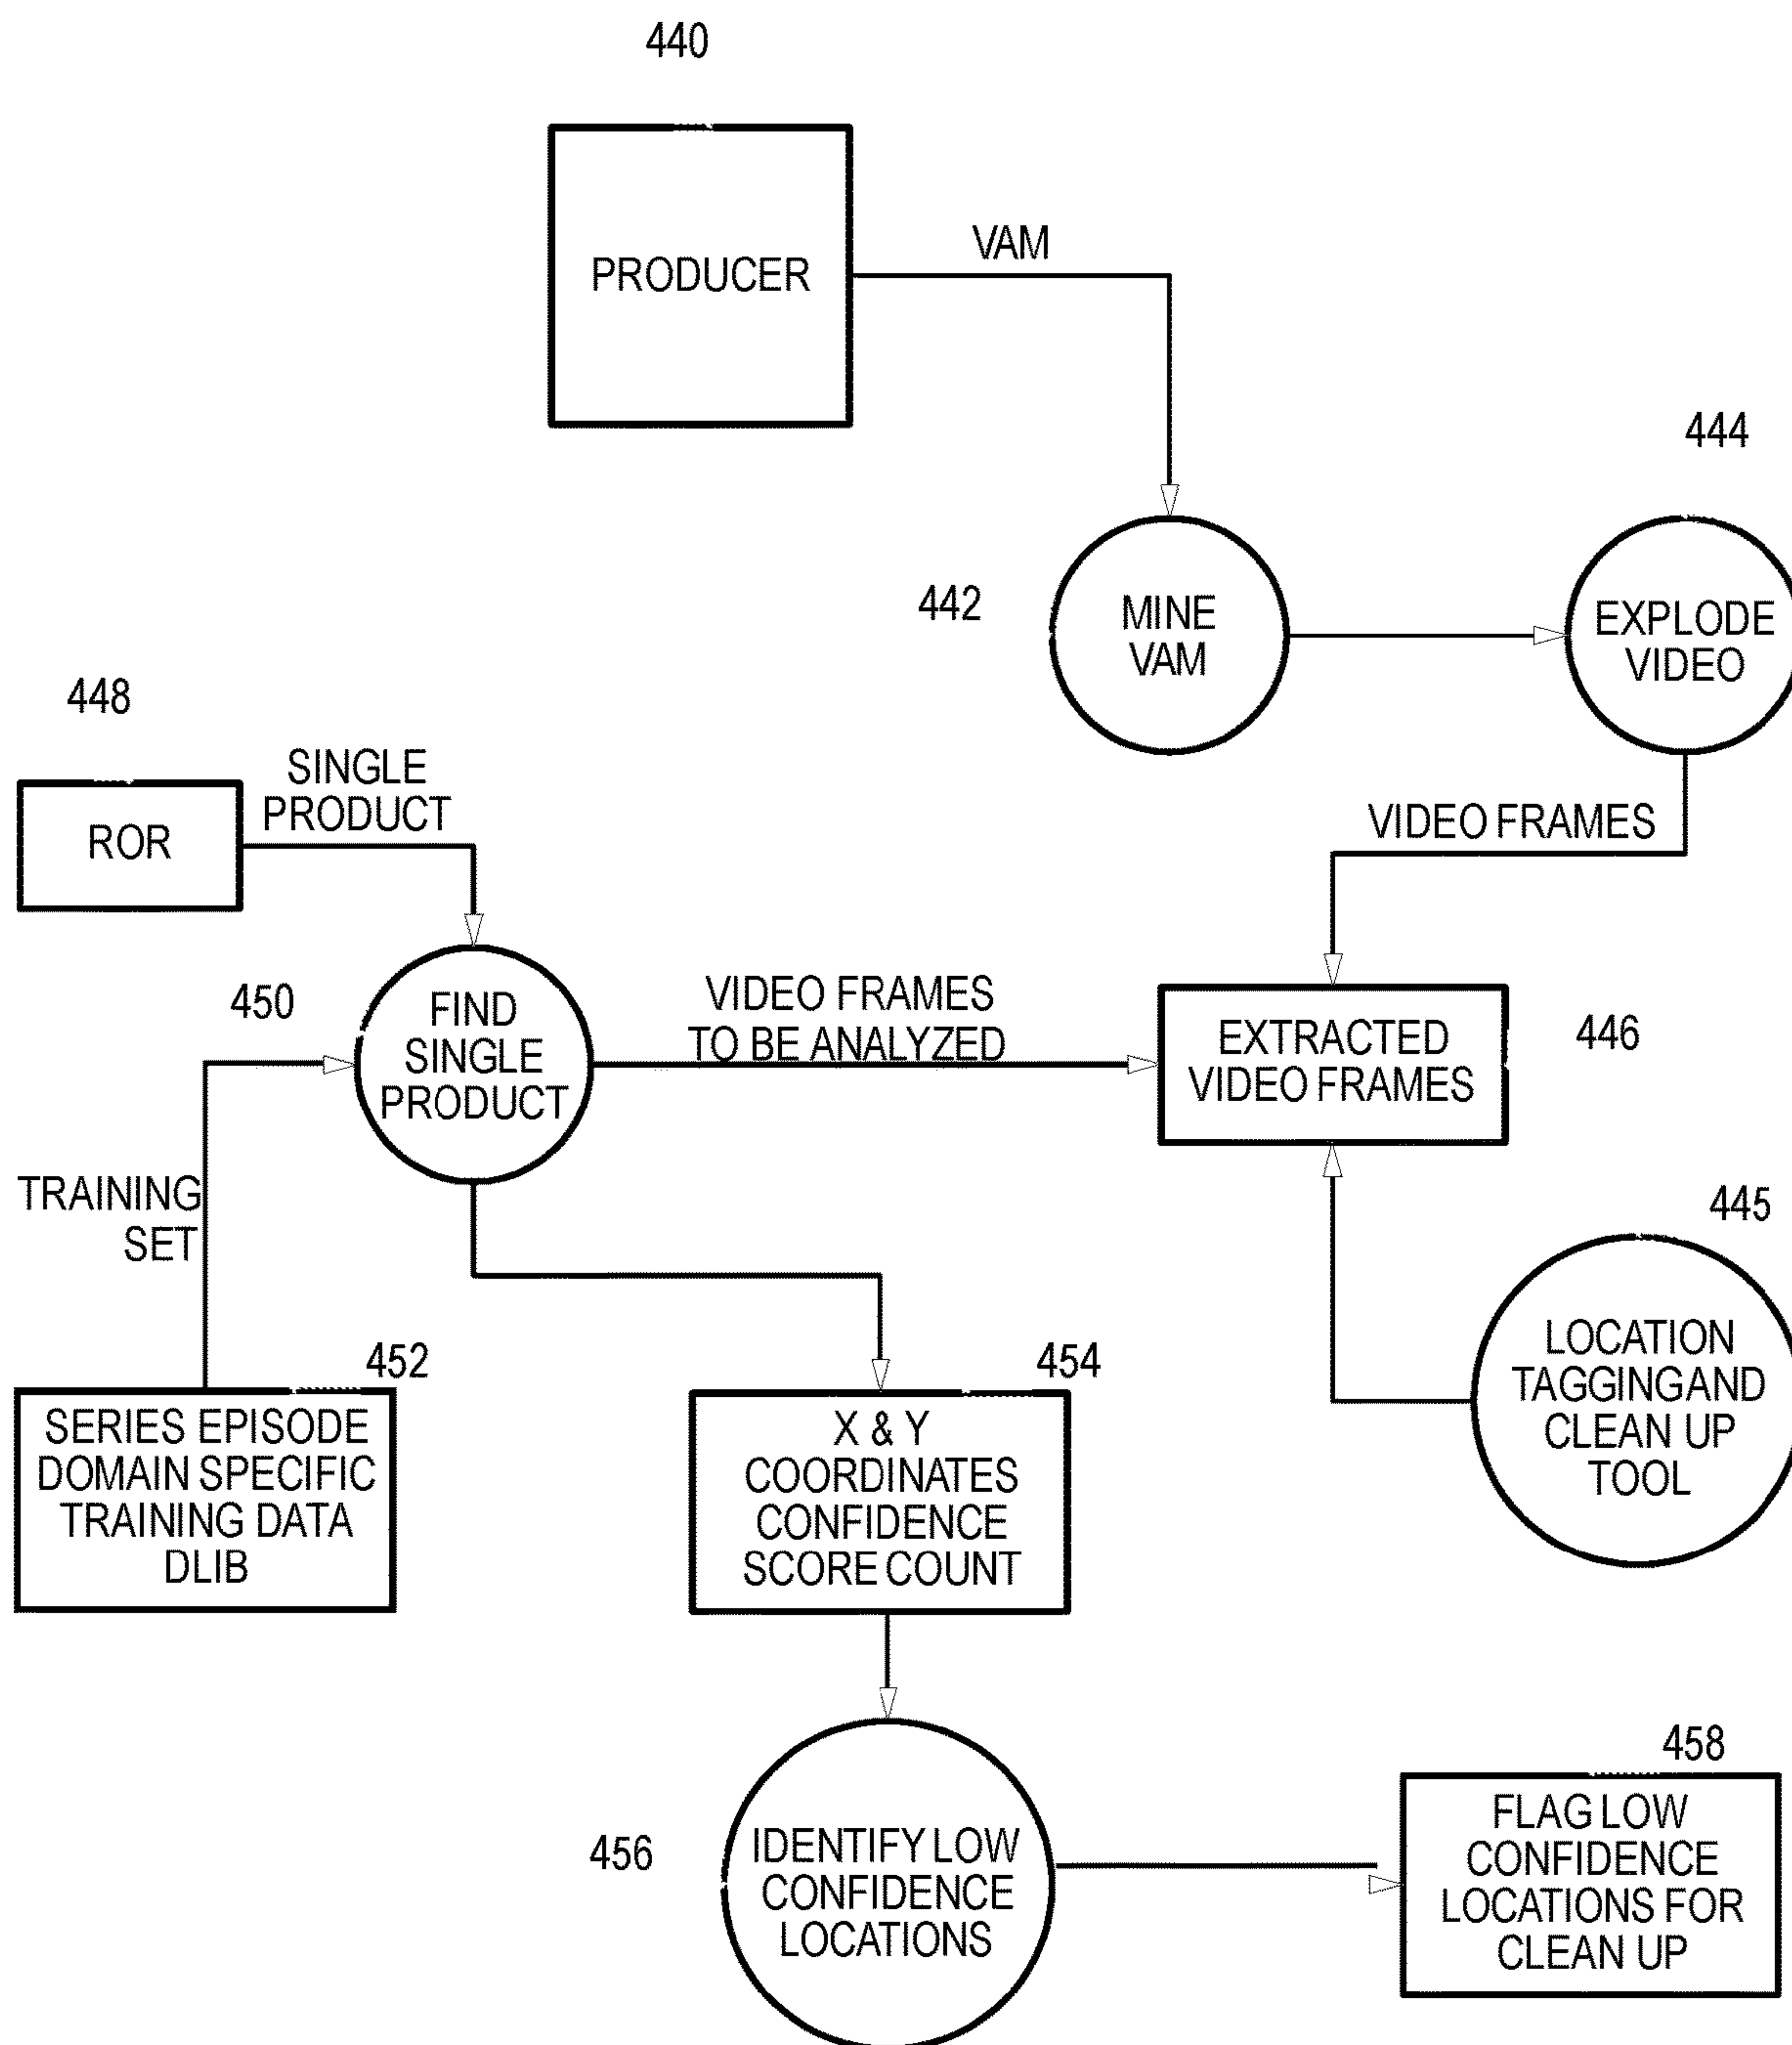 440
PRODUCER
VAM
444
442
MINE
VAM
EXPLODE
VIDEO
448
SINGLE
PRODUCT
ROR
VIDEO FRAMES
450
FIND
SINGLE
PRODUCT
VIDEO FRAMES
TO BE ANALYZED
EXTRACTED
VIDEO FRAMES
446
TRAINING
SET
445
LOCATION
TAGGINGAND
CLEAN UP
TOOL
452
SERIES EPISODE
DOMAIN SPECIFIC
TRAINING DATA
DLIB
454
X & Y
COORDINATES
CONFIDENCE
SCORE COUNT
456
IDENTIFY LOW
CONFIDENCE
LOCATIONS
458
FLAG LOW
CONFIDENCE
LOCATIONS FOR
CLEAN UP